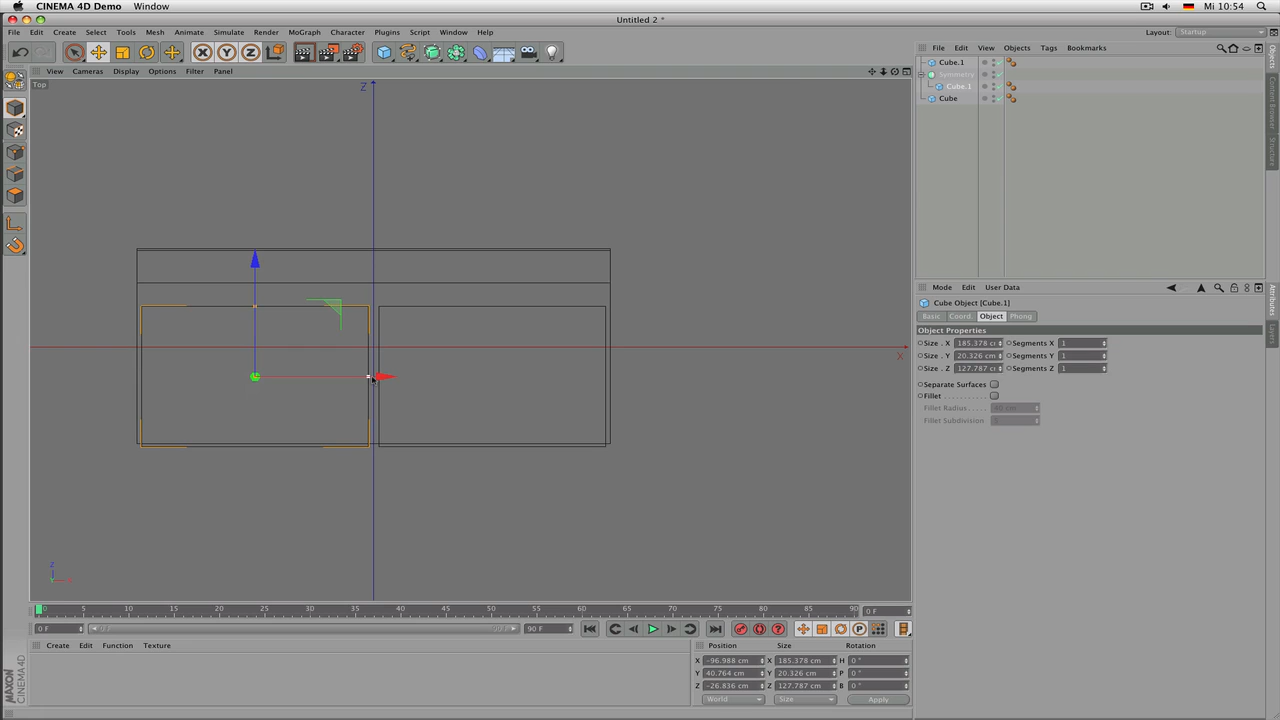 CINEMA 4D Demo Window Mi 10:54
Untitled 2 *
File Edit Create Select Tools Mesh Animate Simulate Render MoGraph Character Plugins Script Window Help Layout: Startup
View Cameras Display Options Filter Panel
Top
Z
X
Z
0 5 10 15 20 25 30 35 40 45 50 55 60 65 70 75 80 85 90 0 F
0 F 90 F
Create Edit Function Texture
Position Size Rotation
X -96.988 cm X 185.378 cm H 0 °
Y 40.764 cm Y 20.326 cm P 0 °
Z -26.836 cm Z 127.787 cm B 0 °
World Size Apply
MAXON CINEMA 4D
File Edit View Objects Tags Bookmarks
Cube.1
Symmetry
Cube.1
Cube
Mode Edit User Data
Cube Object [Cube.1]
Basic Coord. Object Phong
Object Properties
Size . X 185.378 c Segments X 1
Size . Y 20.326 cm Segments Y 1
Size . Z 127.787 c Segments Z 1
Separate Surfaces
Fillet
Fillet Radius 40 cm
Fillet Subdivision
Objects
Content Browser
Structure
Attributes
Layers